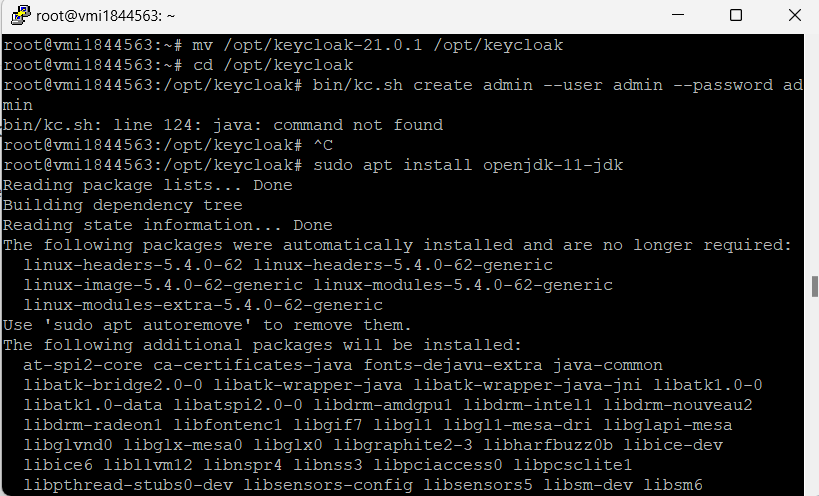 root@vmi1844563: ~
root@vmi1844563:~# mv /opt/keycloak-21.0.1 /opt/keycloak
root@vmi1844563:~# cd /opt/keycloak
root@vmi1844563:/opt/keycloak# bin/kc.sh create admin --user admin --password ad
min
bin/kc.sh: line 124: java: command not found
root@vmi1844563:/opt/keycloak# ^C
root@vmi1844563:/opt/keycloak# sudo apt install openjdk-11-jdk
Reading package lists... Done
Building dependency tree
Reading state information... Done
The following packages were automatically installed and are no longer required:
  linux-headers-5.4.0-62 linux-headers-5.4.0-62-generic
  linux-image-5.4.0-62-generic linux-modules-5.4.0-62-generic
  linux-modules-extra-5.4.0-62-generic
Use 'sudo apt autoremove' to remove them.
The following additional packages will be installed:
  at-spi2-core ca-certificates-java fonts-dejavu-extra java-common
  libatk-bridge2.0-0 libatk-wrapper-java libatk-wrapper-java-jni libatk1.0-0
  libatk1.0-data libatspi2.0-0 libdrm-amdgpu1 libdrm-intel1 libdrm-nouveau2
  libdrm-radeon1 libfontenc1 libgif7 libgl1 libgl1-mesa-dri libglapi-mesa
  libglvnd0 libglx-mesa0 libglx0 libgraphite2-3 libharfbuzz0b libice-dev
  libice6 libllvm12 libnspr4 libnss3 libpciaccess0 libpcsclite1
  libpthread-stubs0-dev libsensors-config libsensors5 libsm-dev libsm6